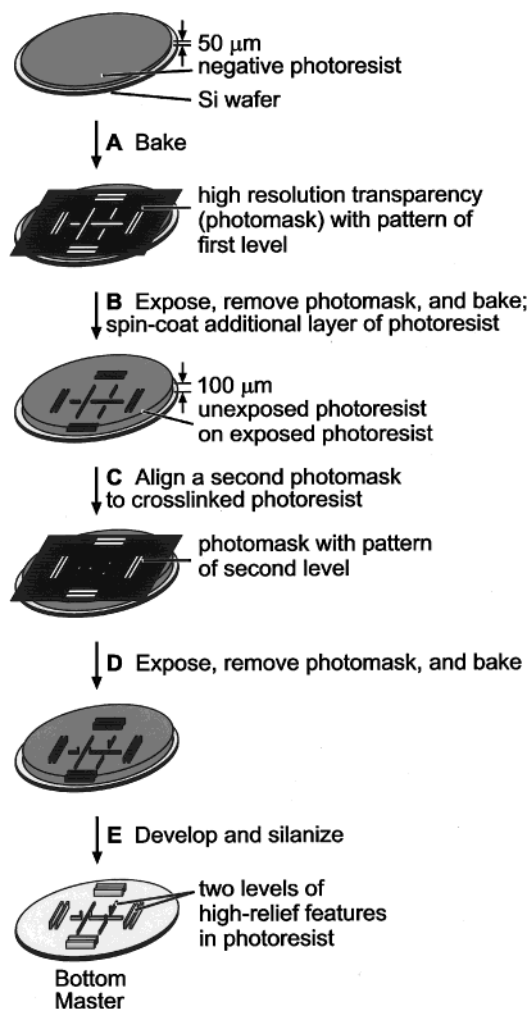 50 μm
negative photoresist
Si wafer
A Bake
high resolution transparency
(photomask) with pattern of
first level
B Expose, remove photomask, and bake;
spin-coat additional layer of photoresist
100 μm
unexposed photoresist
on exposed photoresist
C Align a second photomask
to crosslinked photoresist
photomask with pattern
of second level
D Expose, remove photomask, and bake
E Develop and silanize
two levels of
high-relief features
in photoresist
Bottom
Master